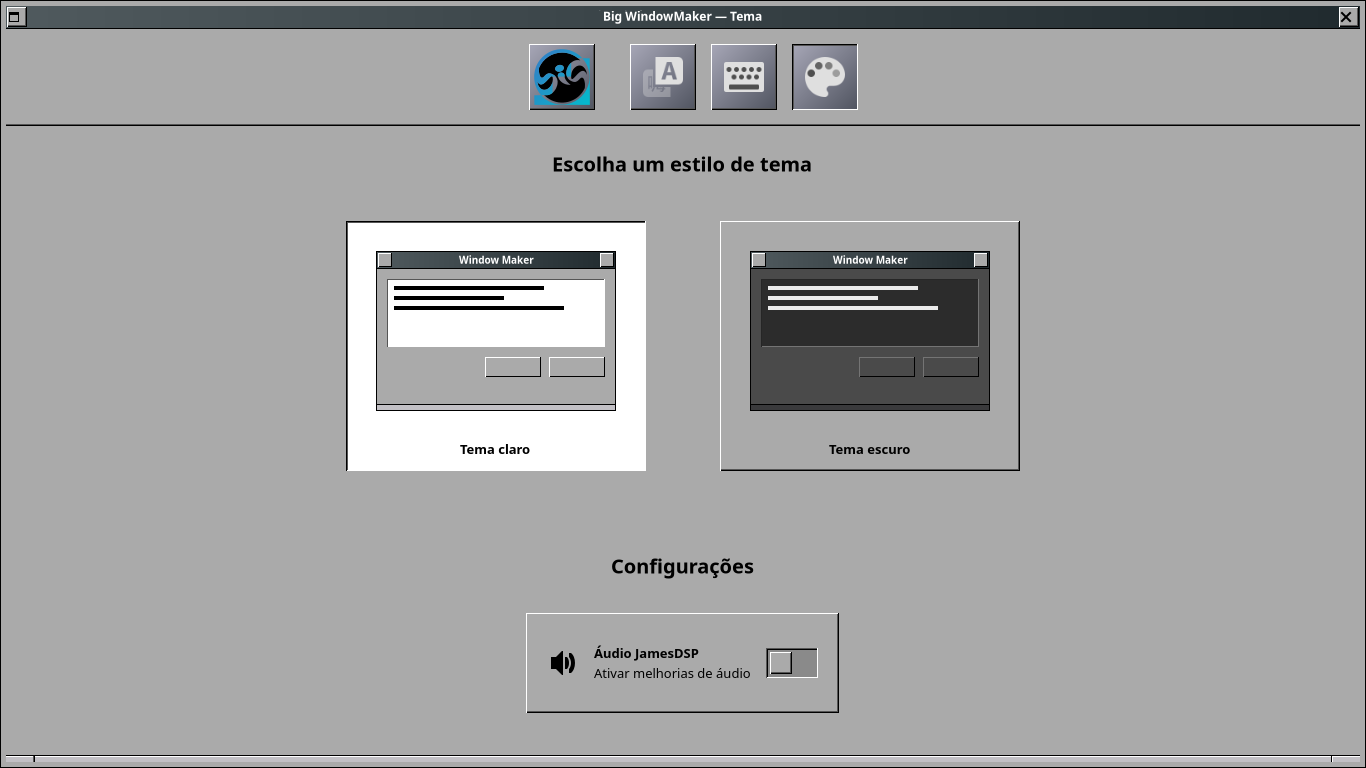 Big WindowMaker — Tema
A
Escolha um estilo de tema
Window Maker
Tema claro
Window Maker
Tema escuro
Configurações
Áudio JamesDSP
Ativar melhorias de áudio